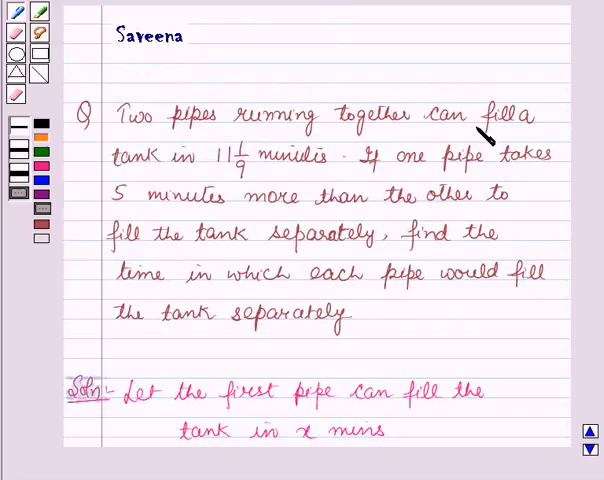 Saveena
Q Two pipes running together can fill a
tank in 11 1/9 minutes. If one pipe takes
5 minutes more than the other to
fill the tank separately, find the
time in which each pipe would fill
the tank separately
Soln:- Let the first pipe can fill the
tank in x mins